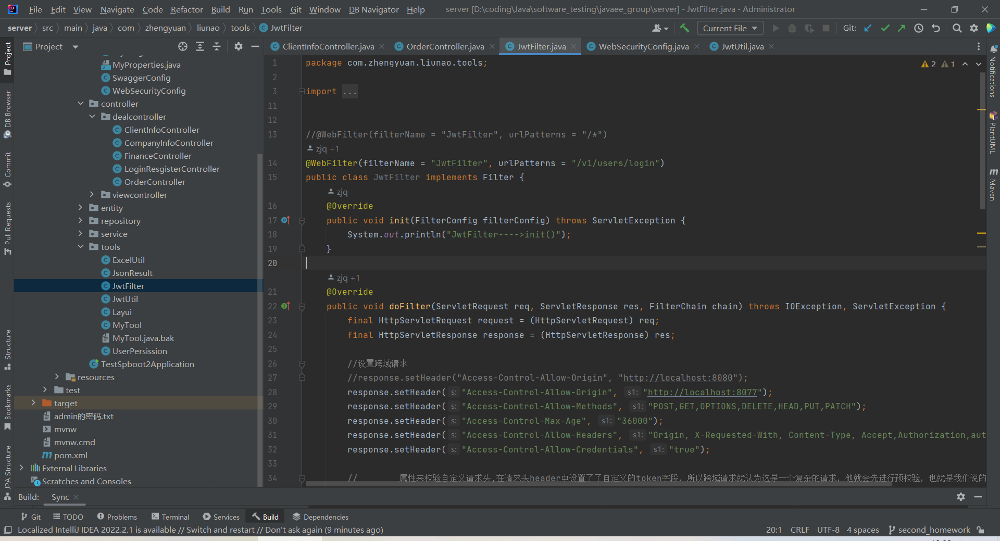 File Edit View Navigate Code Refactor Build Run Tools Git Window DB Navigator Help server [D:\coding\Java\software_testing\javaee_group\server] - JwtFilter.java - Administrator
server src main java com zhengyuan liunao tools JwtFilter Current File Git:
Project
ClientInfoController.java OrderController.java JwtFilter.java WebSecurityConfig.java JwtUtil.java
MyProperties.java
SwaggerConfig
WebSecurityConfig
controller
dealcontroller
ClientInfoController
CompanyInfoController
FinanceController
LoginResgisterController
OrderController
viewcontroller
entity
repository
service
tools
ExcelUtil
JsonResult
JwtFilter
JwtUtil
Layui
MyTool
MyTool.java.bak
UserPersission
TestSpboot2Application
resources
test
target
admin的密码.txt
mvnw
mvnw.cmd
pom.xml
External Libraries
Scratches and Consoles
Project
DB Browser
Commit
Pull Requests
Structure
Bookmarks
JPA Structure
1 package com.zhengyuan.liunao.tools;
2
3 import ...
11
12
13 //@WebFilter(filterName = "JwtFilter", urlPatterns = "/*")
zjq +1
14 @WebFilter(filterName = "JwtFilter", urlPatterns = "/v1/users/login")
15 public class JwtFilter implements Filter {
zjq
16 @Override
17 public void init(FilterConfig filterConfig) throws ServletException {
18 System.out.println("JwtFilter---->init()");
19 }
20
zjq +1
21 @Override
22 public void doFilter(ServletRequest req, ServletResponse res, FilterChain chain) throws IOException, ServletException {
23 final HttpServletRequest request = (HttpServletRequest) req;
24 final HttpServletResponse response = (HttpServletResponse) res;
25
26 //设置跨域请求
27 //response.setHeader("Access-Control-Allow-Origin", "http://localhost:8080");
28 response.setHeader( s: "Access-Control-Allow-Origin", s1: "http://localhost:8077");
29 response.setHeader( s: "Access-Control-Allow-Methods", s1: "POST,GET,OPTIONS,DELETE,HEAD,PUT,PATCH");
30 response.setHeader( s: "Access-Control-Max-Age", s1: "36000");
31 response.setHeader( s: "Access-Control-Allow-Headers", s1: "Origin, X-Requested-With, Content-Type, Accept,Authorization,aut
32 response.setHeader( s: "Access-Control-Allow-Credentials", s1: "true");
33
34 // 属性来校验自定义请求头,在请求头header中设置了了自定义的token字段，所以跨域请求就认为这是一个复杂的请求，他就会先进行预校验，也就是我们说的
2 1
Notifications
PlantUML
Maven
Build: Sync
Git TODO Problems Terminal Services Build Dependencies
Localized IntelliJ IDEA 2022.2.1 is available // Switch and restart // Don't ask again (9 minutes ago) 20:1 CRLF UTF-8 4 spaces second_homework